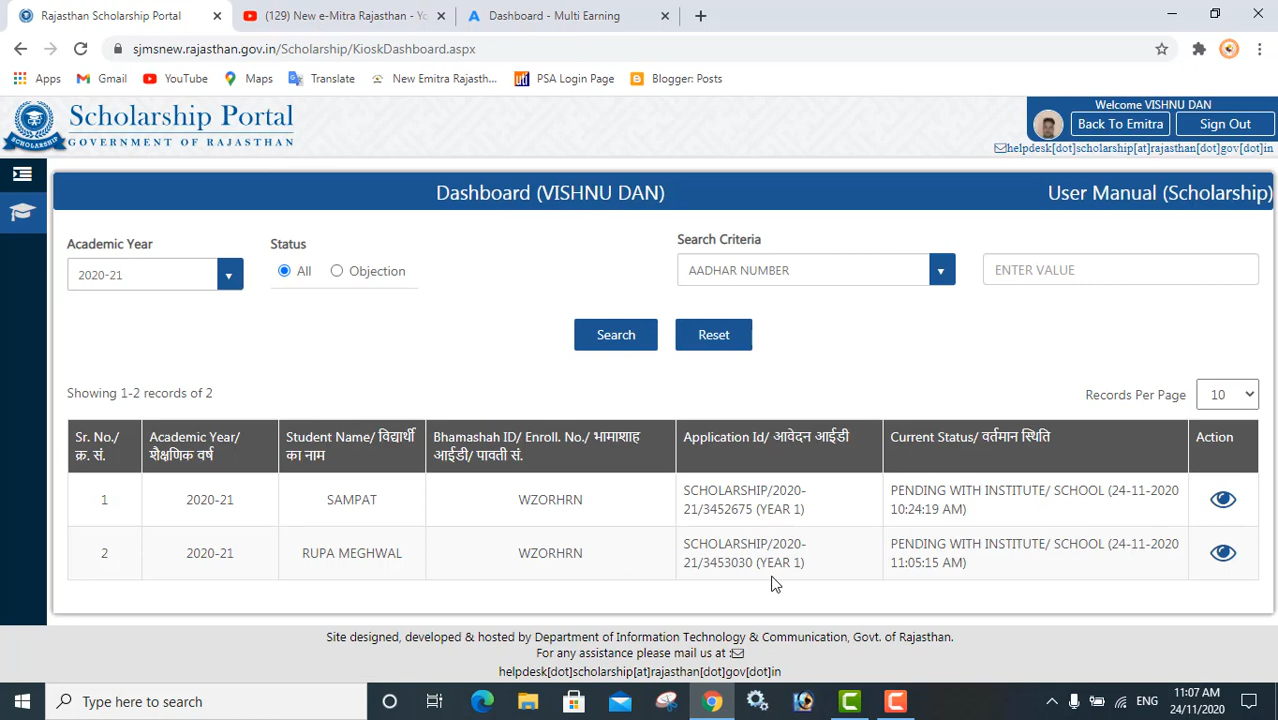 Rajasthan Scholarship Portal
(129) New e-Mitra Rajasthan - Yo
Dashboard - Multi Earning
sjmsnew.rajasthan.gov.in/Scholarship/KioskDashboard.aspx
Apps Gmail YouTube Maps Translate New Emitra Rajasth... PSA Login Page Blogger: Posts
Scholarship Portal
GOVERNMENT OF RAJASTHAN
SCHOLARSHIP
Welcome VISHNU DAN
Back To Emitra Sign Out
helpdesk[dot]scholarship[at]rajasthan[dot]gov[dot]in
Dashboard (VISHNU DAN) User Manual (Scholarship)
Academic Year Status Search Criteria
2020-21 All Objection AADHAR NUMBER ENTER VALUE
Search Reset
Showing 1-2 records of 2 Records Per Page 10
Sr. No./ Academic Year/ Student Name/ विद्यार्थी Bhamashah ID/ Enroll. No./ भामाशाह Application Id/ आवेदन आईडी Current Status/ वर्तमान स्थिति Action
क्र. सं. शैक्षणिक वर्ष का नाम आईडी/ पावती सं.
1 2020-21 SAMPAT WZORHRN SCHOLARSHIP/2020- PENDING WITH INSTITUTE/ SCHOOL (24-11-2020
21/3452675 (YEAR 1) 10:24:19 AM)
2 2020-21 RUPA MEGHWAL WZORHRN SCHOLARSHIP/2020- PENDING WITH INSTITUTE/ SCHOOL (24-11-2020
21/3453030 (YEAR 1) 11:05:15 AM)
Site designed, developed & hosted by Department of Information Technology & Communication, Govt. of Rajasthan.
For any assistance please mail us at :
helpdesk[dot]scholarship[at]rajasthan[dot]gov[dot]in
Type here to search
ENG
11:07 AM
24/11/2020